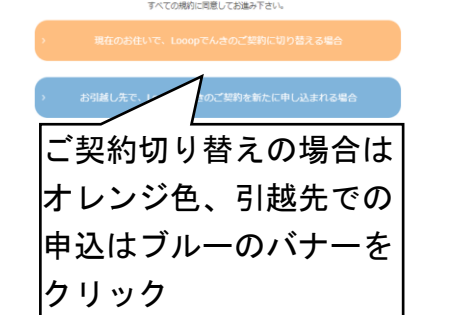 すべての規約に同意してお進み下さい。
現在のお住いで、Looopでんきのご契約に切り替える場合
お引越し先で、L きのご契約を新たに申し込まれる場合
ご契約切り替えの場合は
オレンジ色、引越先での
申込はブルーのバナーを
クリック